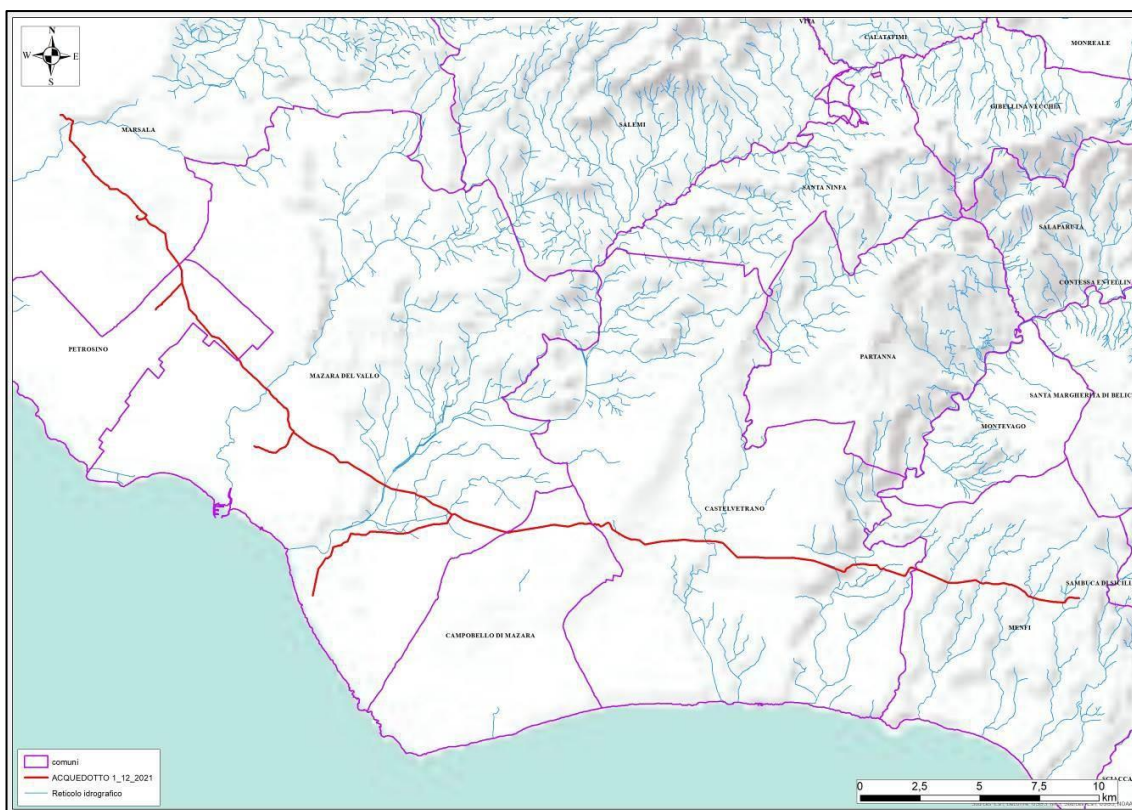 N
W E
S
VITA
CALATAFIMI
MONREALE
GIBELLINA VECCHIA
MARSALA
SALEMI
SANTA NINFA
SALAPARUTA
CONTESSA ENTELLINA
PETROSINO
MAZARA DEL VALLO
PARTANNA
SANTA MARGHERITA DI BELIC
MONTEVAGO
CASTELVETRANO
SAMBUCA DI SICILI
CAMPOBELLO DI MAZARA
MENFI
SCIACCA
comuni
ACQUEDOTTO 1_12_2021
Reticolo idrografico
0 2,5 5 7,5 10
km